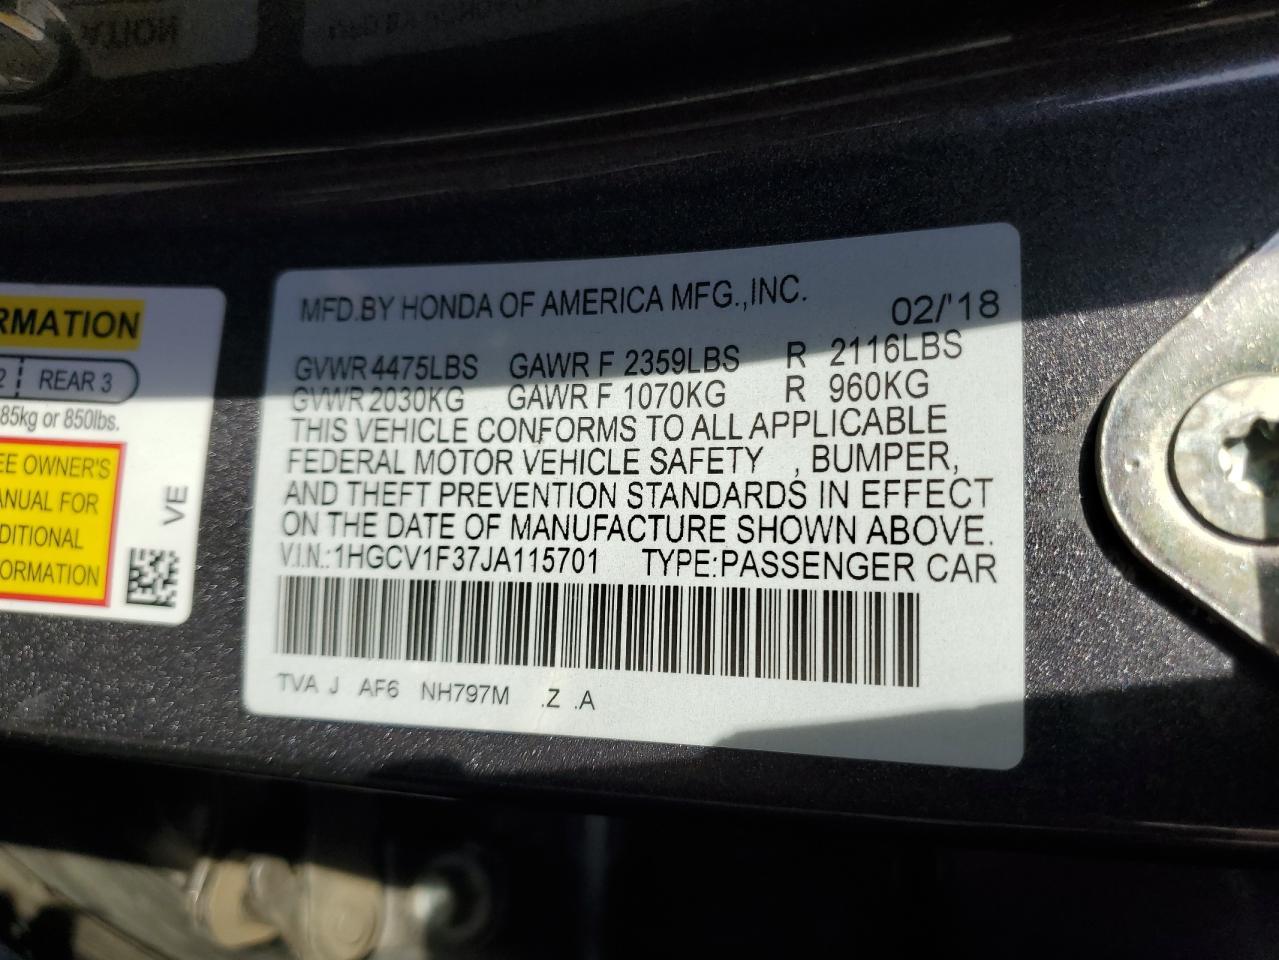 RMATION
2 REAR 3
85kg or 850lbs.
EE OWNER'S
ANUAL FOR
DITIONAL
FORMATION
VE
MFD.BY HONDA OF AMERICA MFG.,INC. 02/'18
GVWR 4475LBS GAWR F 2359LBS R 2116LBS
GVWR 2030KG GAWR F 1070KG R 960KG
THIS VEHICLE CONFORMS TO ALL APPLICABLE
FEDERAL MOTOR VEHICLE SAFETY , BUMPER,
AND THEFT PREVENTION STANDARDS IN EFFECT
ON THE DATE OF MANUFACTURE SHOWN ABOVE.
V.I.N.:1HGCV1F37JA115701 TYPE:PASSENGER CAR
TVA J AF6 NH797M .Z .A